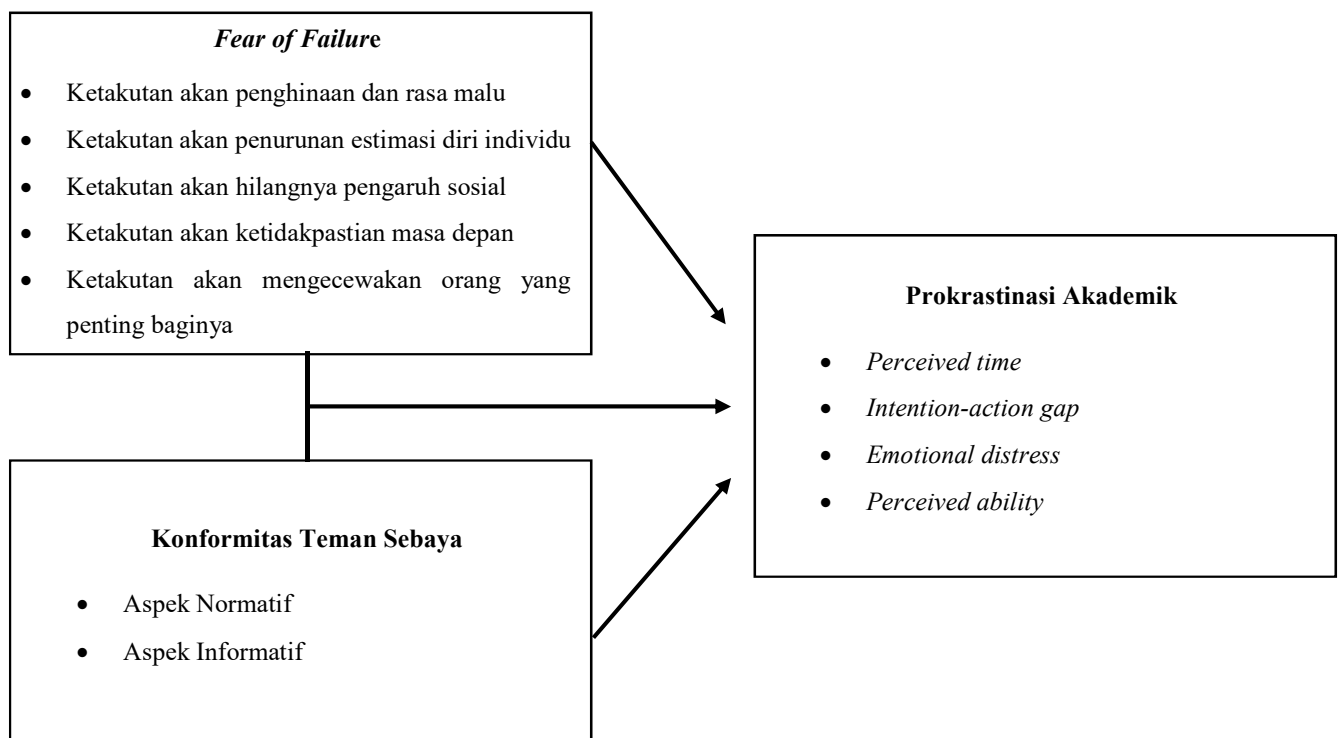 Fear of Failure
• Ketakutan akan penghinaan dan rasa malu
• Ketakutan akan penurunan estimasi diri individu
• Ketakutan akan hilangnya pengaruh sosial
• Ketakutan akan ketidakpastian masa depan
• Ketakutan akan mengecewakan orang yang
penting baginya
Prokrastinasi Akademik
• Perceived time
• Intention-action gap
• Emotional distress
• Perceived ability
Konformitas Teman Sebaya
• Aspek Normatif
• Aspek Informatif